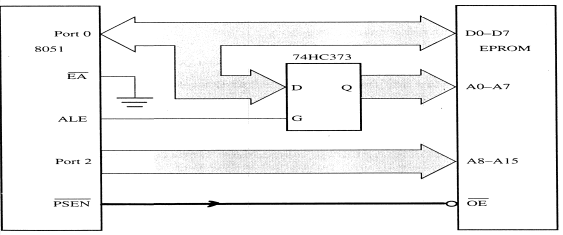 Port 0
8051
EA
ALE
Port 2
PSEN
74HC373
D
Q
G
D0–D7
EPROM
A0–A7
A8–A15
OE